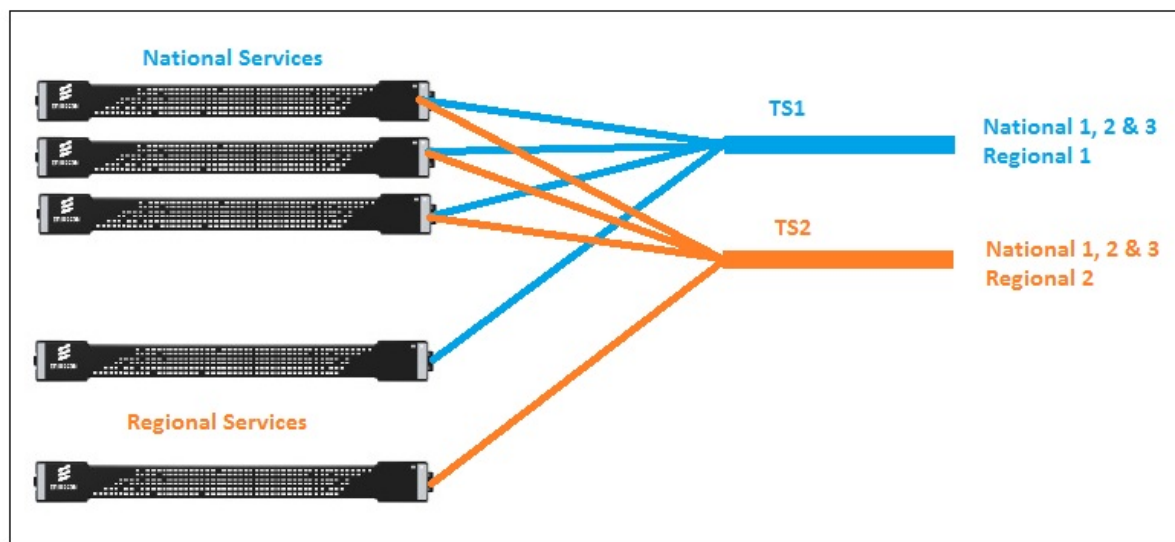 National Services
TS1
National 1, 2 & 3
Regional 1
TS2
National 1, 2 & 3
Regional 2
Regional Services